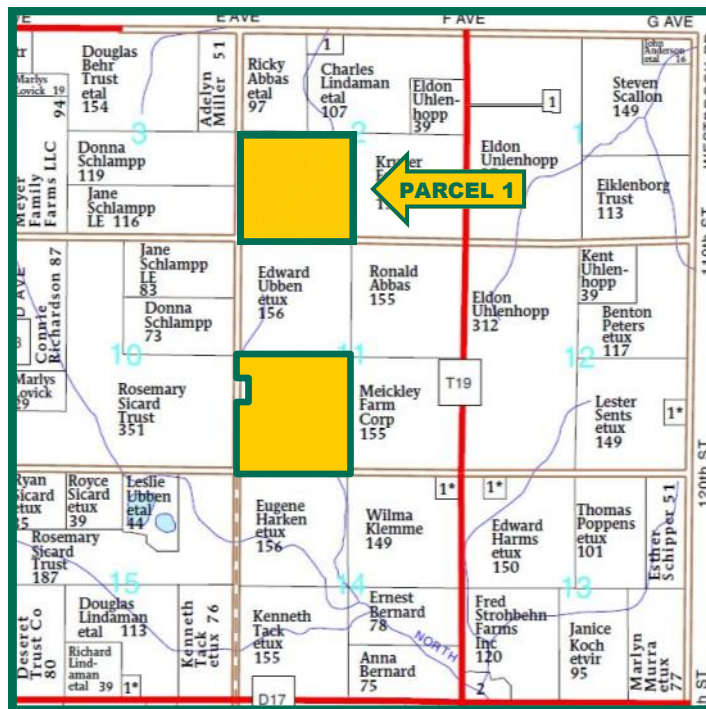 E AVE
F AVE
G AVE
Marlys
Lovick 19
94
Douglas
Behr
Trust
etal
154
Adelyn
Miller 51
Ricky
Abbas
etal
97
1
Charles
Lindaman
etal
107
Eldon
Uhlen-
hopp
39
1
John
Anderson
etal 16
Steven
Scallon
149
3
2
1
Meyer
Family
Farms LLC
Donna
Schlampp
119
Jane
Schlampp
LE 116
PARCEL 1
Eldon
Unlenhopp
Eiklenborg
Trust
113
110th ST
D AVE
Connie
Richardson 87
Jane
Schlampp
LE
83
Donna
Schlampp
73
Edward
Ubben
etux
156
Ronald
Abbas
155
Eldon
Uhlenhopp
312
Kent
Uhlen-
hopp
39
Benton
Peters
etux
117
10
11
12
Marlys
Lovick
29
Rosemary
Sicard
Trust
351
Meickley
Farm
Corp
155
T19
Lester
Sents
etux
149
1*
120th ST
Ryan
Sicard
etux
Royce
Sicard
etux
39
Leslie
Ubben
etal
44
Eugene
Harken
etux
156
Wilma
Klemme
149
1*
1*
Edward
Harms
etux
150
Thomas
Poppens
etux
101
Esther
Schipper 51
Rosemary
Sicard
Trust
187
15
14
13
Deseret
Trust Co
80
Douglas
Lindaman
etal 113
Richard
Lind-
aman
etal 39
1*
Kenneth
Tack
etux 76
Kenneth
Tack
etux
155
Ernest
Bernard
78
Anna
Bernard
75
NORTH
Fred
Strohbehn
Farms
Inc
120
2
Janice
Koch
etvir
95
Marlyn
Murra
etux
77
D17